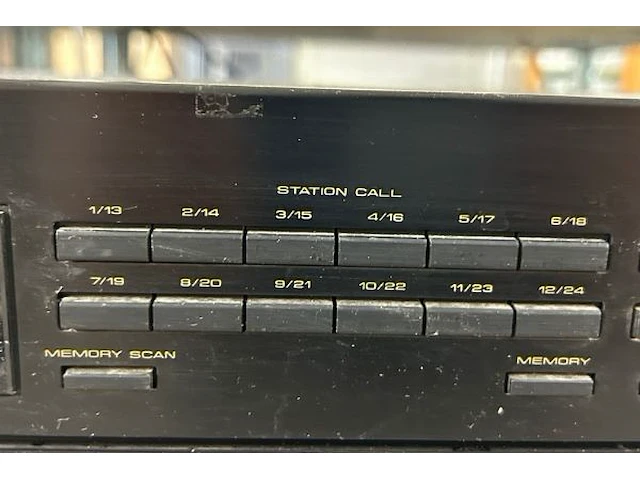 STATION CALL
1/13 2/14 3/15 4/16 5/17 6/18
7/19 8/20 9/21 10/22 11/23 12/24
MEMORY SCAN MEMORY